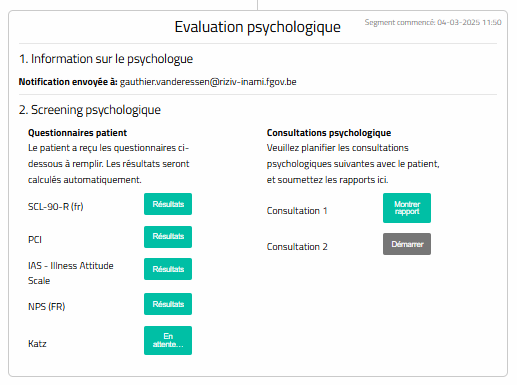 Evaluation psychologique
Segment commencé: 04-03-2025 11:50
1. Information sur le psychologue
Notification envoyée à: gauthier.vanderessen@riziv-inami.fgov.be
2. Screening psychologique
Questionnaires patient
Le patient a reçu les questionnaires ci-
dessous à remplir. Les résultats seront
calculés automatiquement.
SCL-90-R (fr)
Résultats
PCI
Résultats
IAS - Illness Attitude
Scale
Résultats
NPS (FR)
Résultats
Katz
En
attente...
Consultations psychologique
Veuillez planifier les consultations
psychologiques suivantes avec le patient,
et soumettez les rapports ici.
Consultation 1
Montrer
rapport
Consultation 2
Démarrer